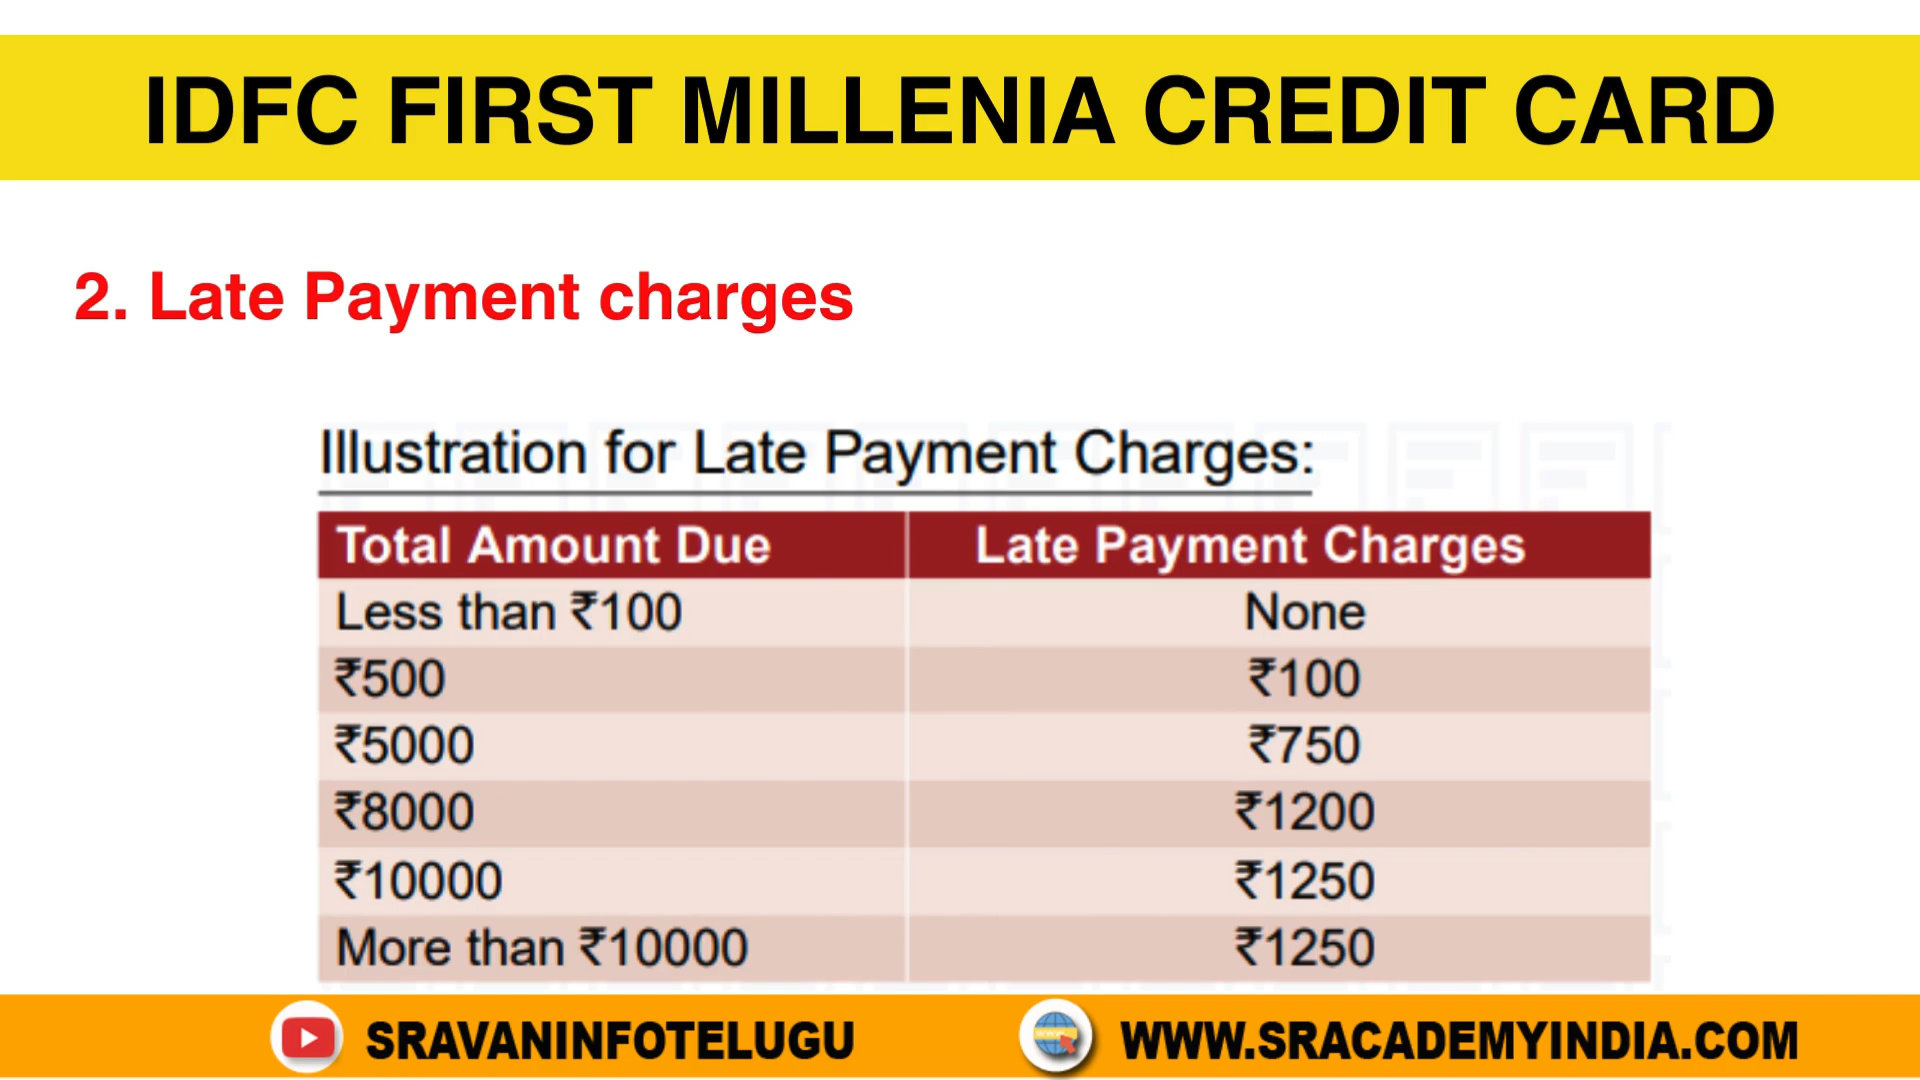 IDFC FIRST MILLENIA CREDIT CARD
2. Late Payment charges
Illustration for Late Payment Charges:
Total Amount Due Late Payment Charges
Less than ₹100 None
₹500 ₹100
₹5000 ₹750
₹8000 ₹1200
₹10000 ₹1250
More than ₹10000 ₹1250
SRAVANINFOTELUGU WWW.SRACADEMYINDIA.COM